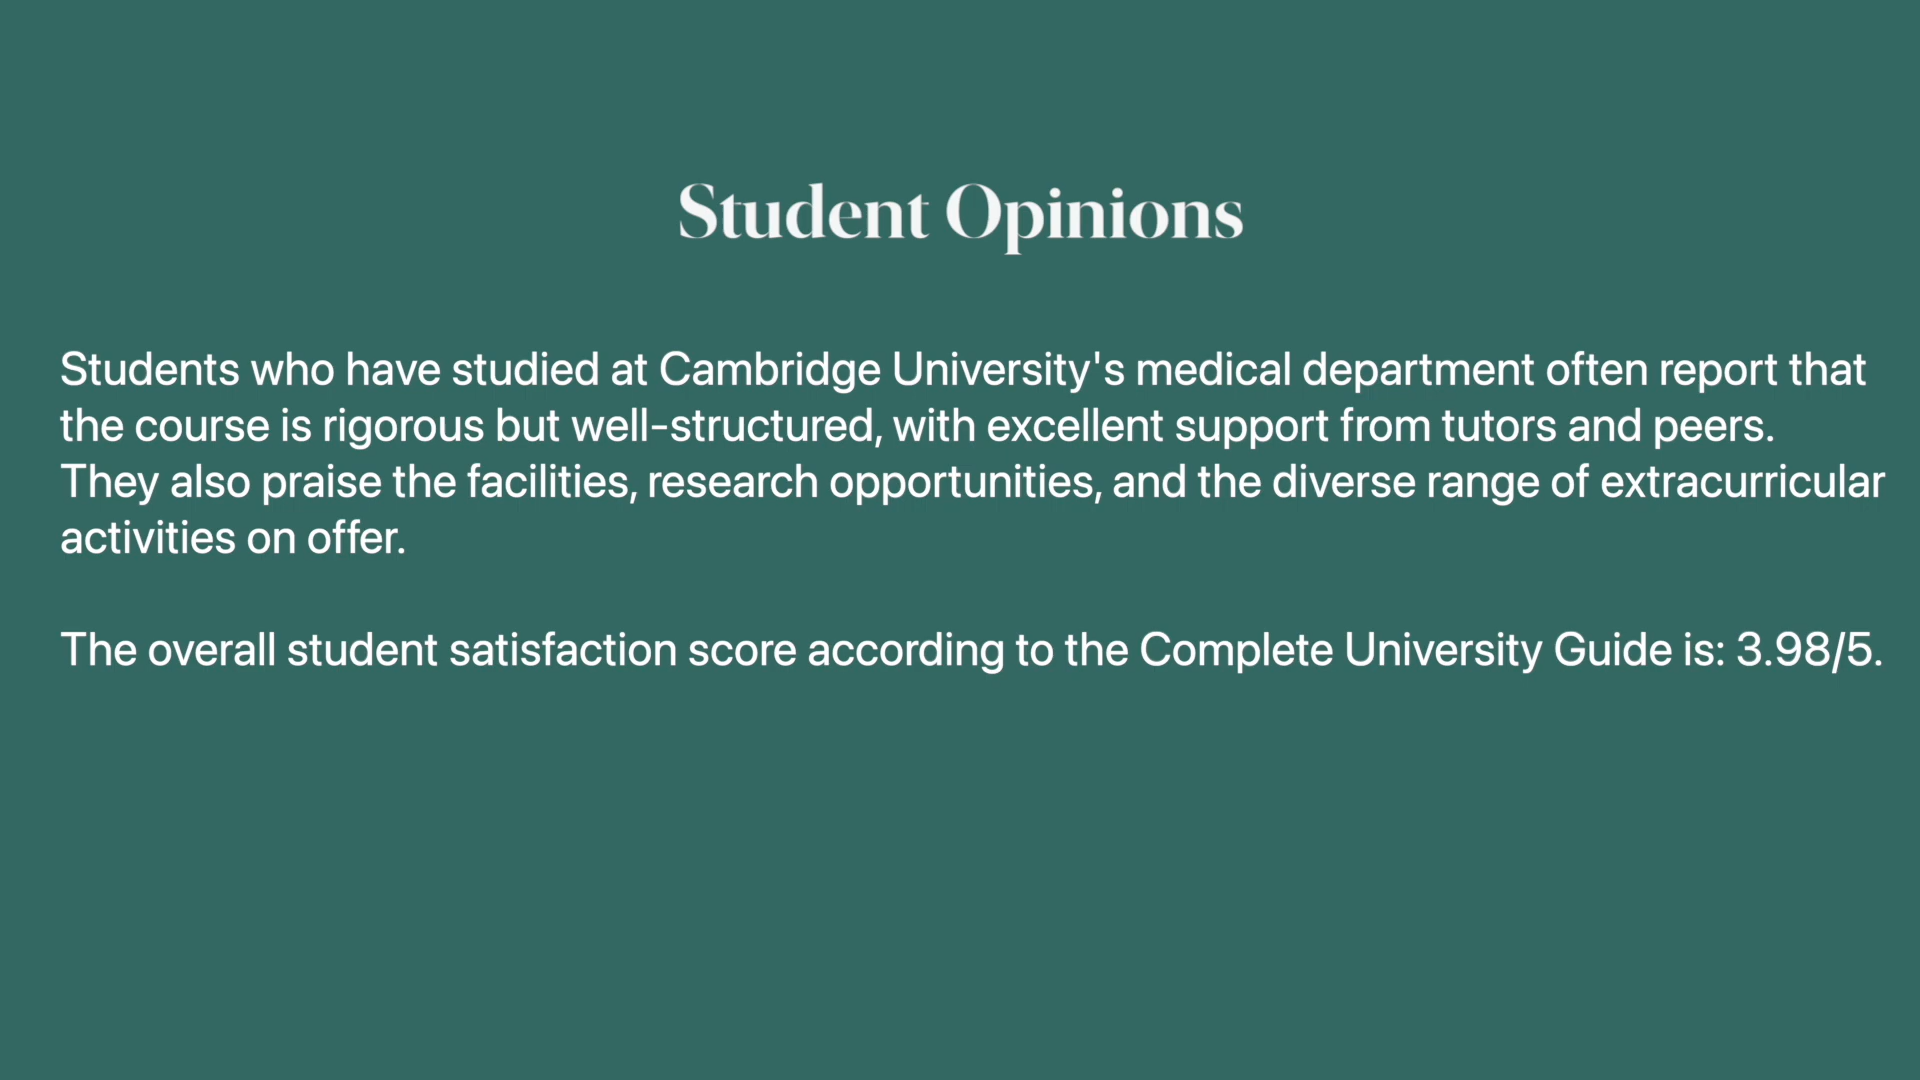 Student Opinions
Students who have studied at Cambridge University's medical department often report that
the course is rigorous but well-structured, with excellent support from tutors and peers.
They also praise the facilities, research opportunities, and the diverse range of extracurricular
activities on offer.
The overall student satisfaction score according to the Complete University Guide is: 3.98/5.